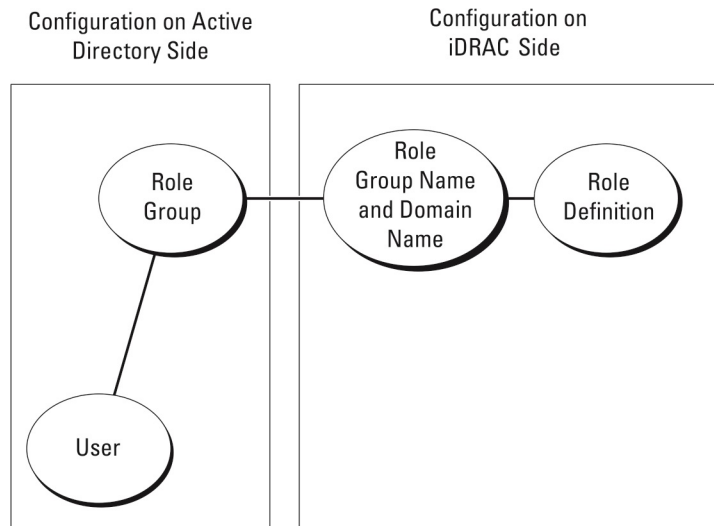 Configuration on Active
Directory Side
Configuration on
iDRAC Side
Role
Group
Role
Group Name
and Domain
Name
Role
Definition
User